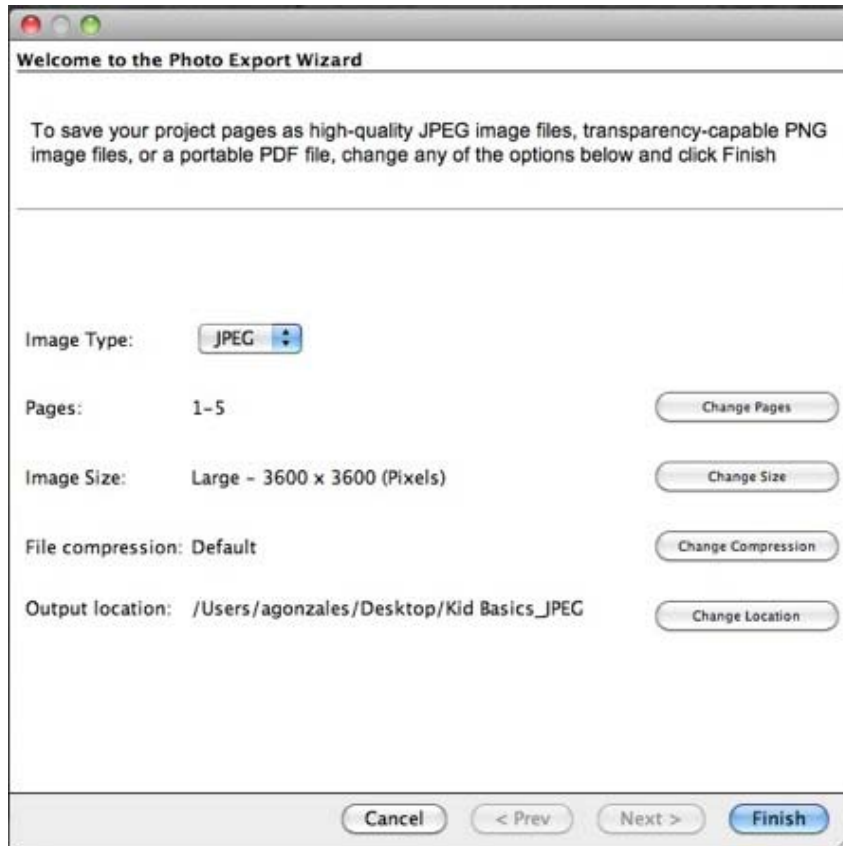 Welcome to the Photo Export Wizard
To save your project pages as high-quality JPEG image files, transparency-capable PNG
image files, or a portable PDF file, change any of the options below and click Finish
Image Type: JPEG
Pages: 1-5 Change Pages
Image Size: Large - 3600 x 3600 (Pixels) Change Size
File compression: Default Change Compression
Output location: /Users/agonzales/Desktop/Kid Basics_JPEG Change Location
Cancel < Prev Next > Finish